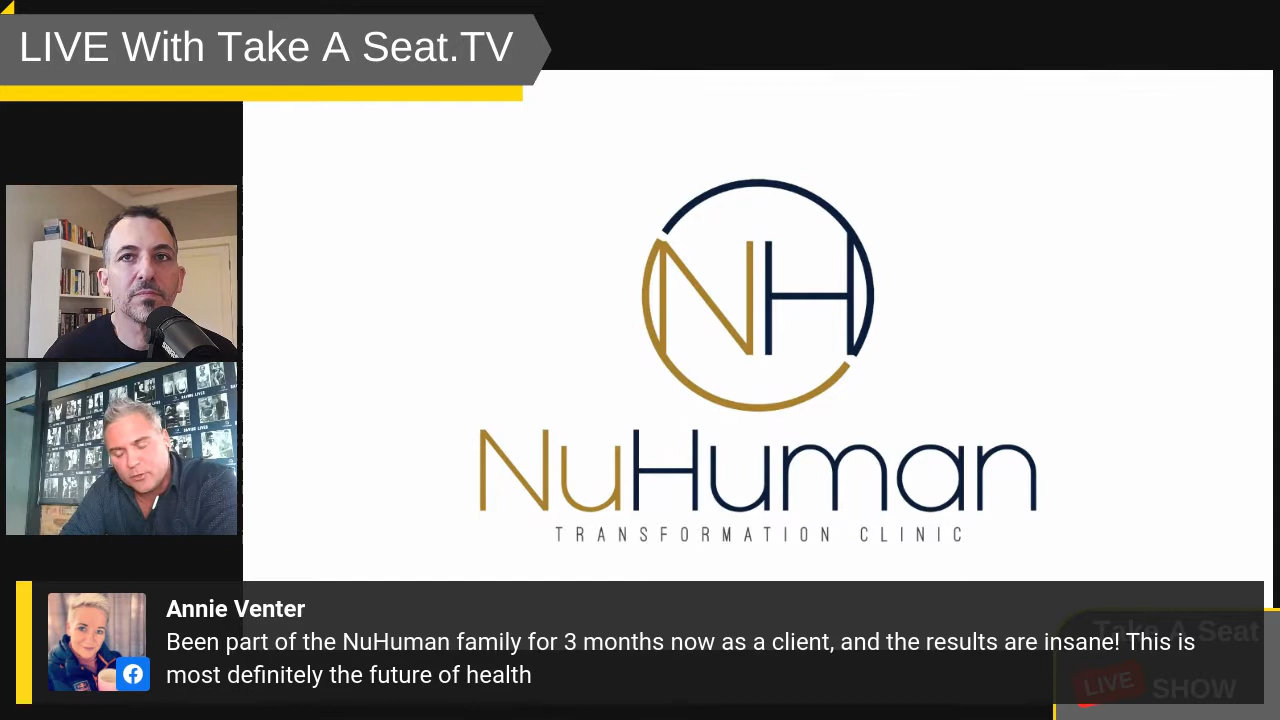 LIVE With Take A Seat.TV
NH
NuHuman
TRANSFORMATION CLINIC
Annie Venter
Been part of the NuHuman family for 3 months now as a client, and the results are insane! This is
most definitely the future of health
Take A Seat
LIVE SHOW